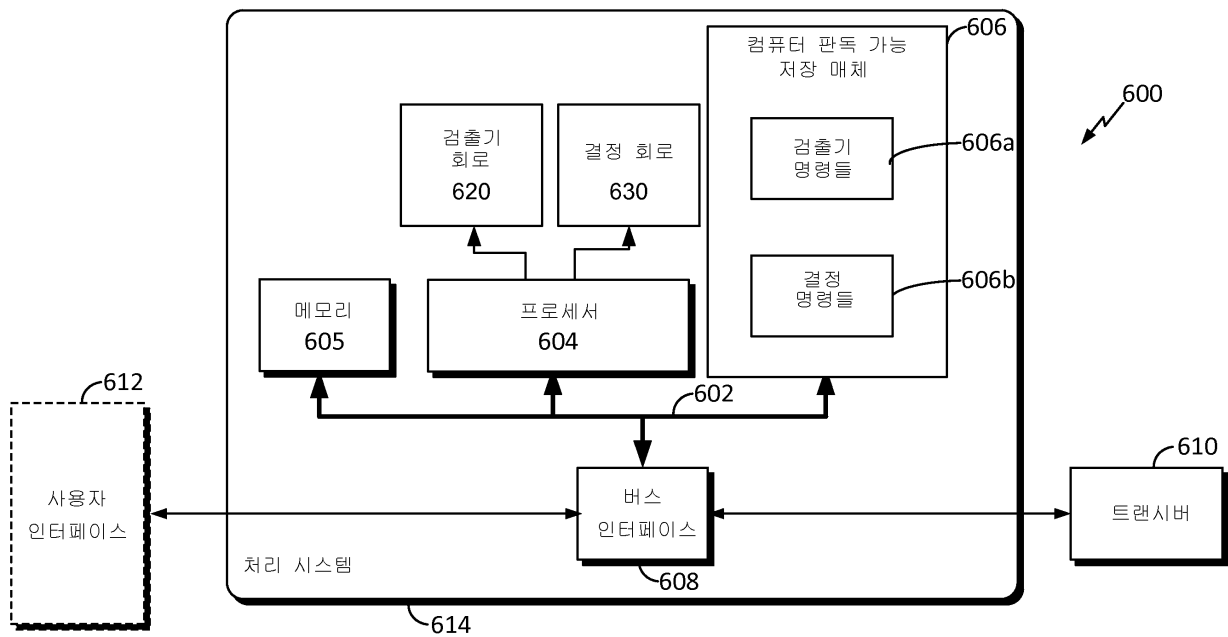 606
컴퓨터 판독 가능
저장 매체
600
검출기
회로
620
결정 회로
630
검출기
명령들
606a
결정
명령들
606b
메모리
605
프로세서
604
612
602
610
사용자
인터페이스
버스
인터페이스
트랜시버
처리 시스템
608
614